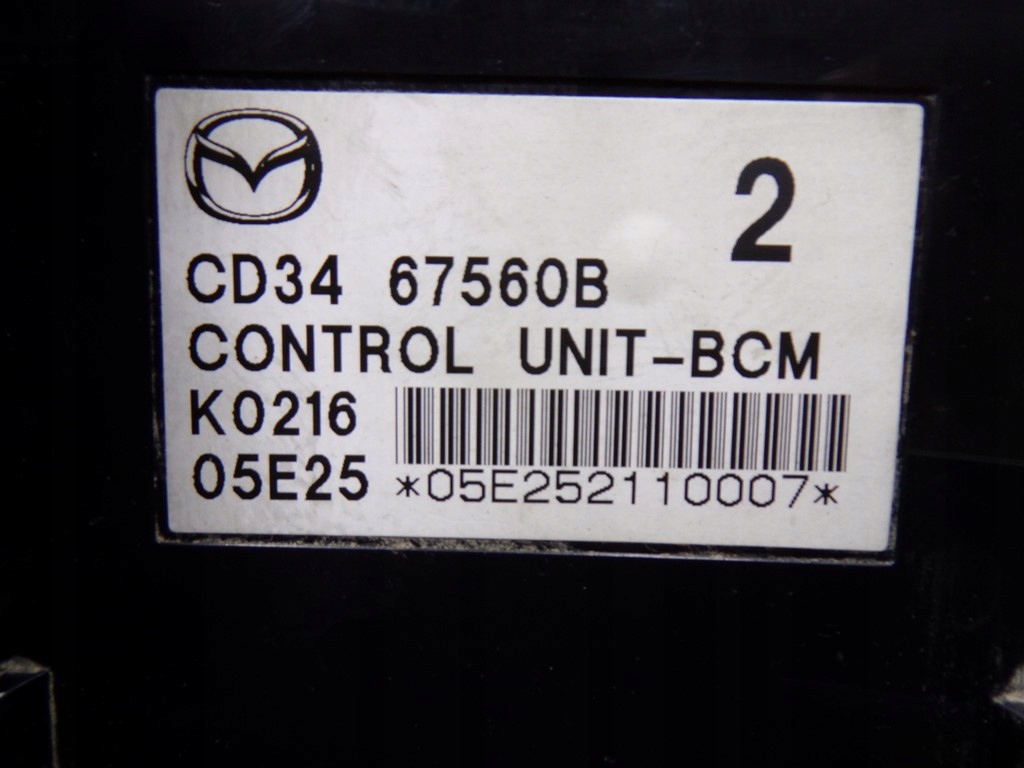 2
CD34 67560B
CONTROL UNIT-BCM
K0216
05E25 *05E252110007*